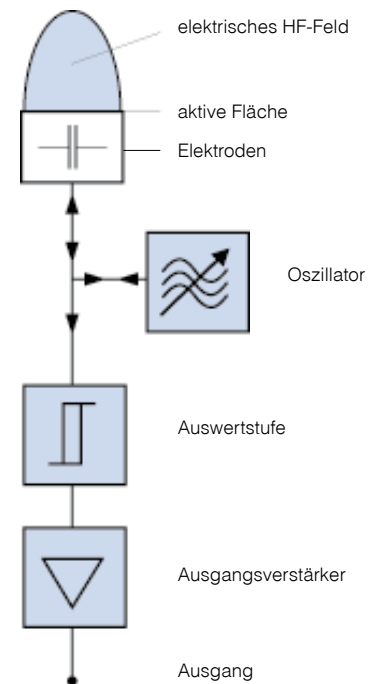 elektrisches HF-Feld
aktive Fläche
Elektroden
Oszillator
Auswertstufe
Ausgangsverstärker
Ausgang